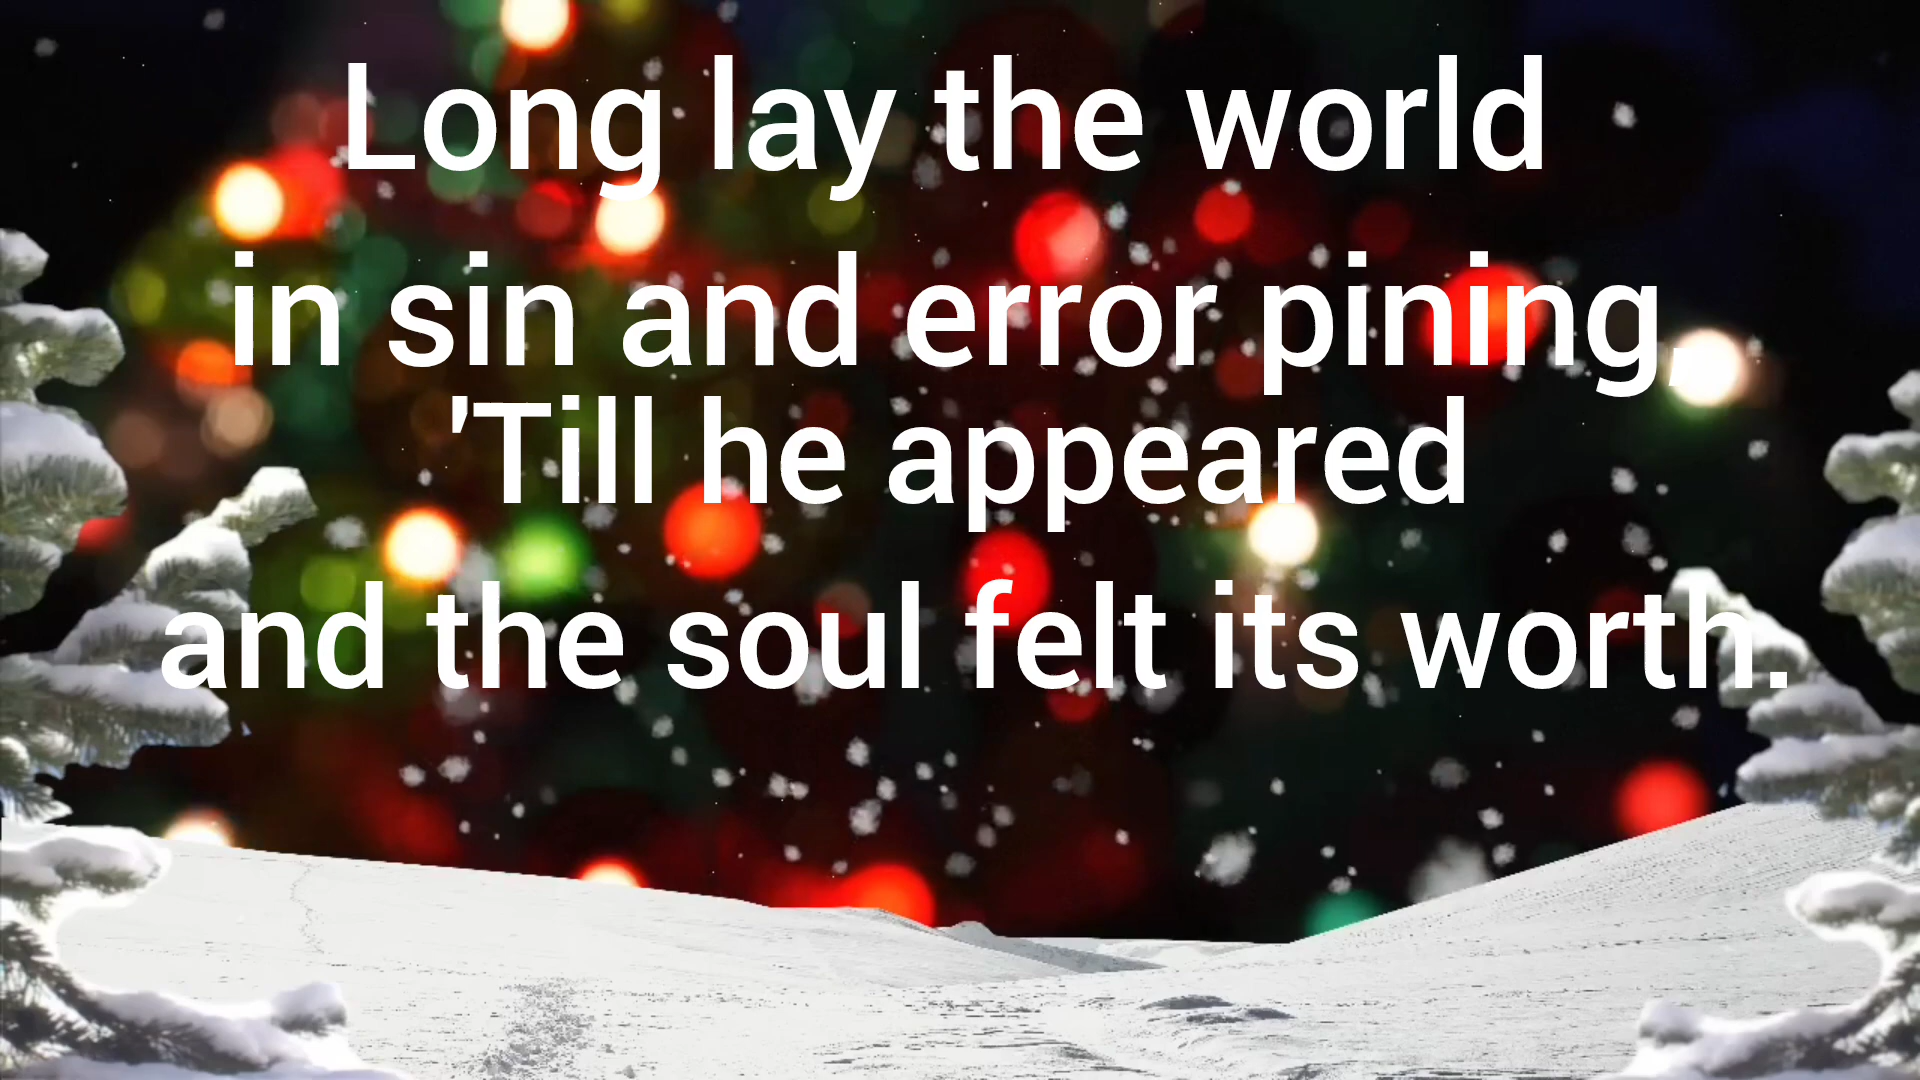 Long lay the world
in sin and error pining,
'Till he appeared
and the soul felt its worth.